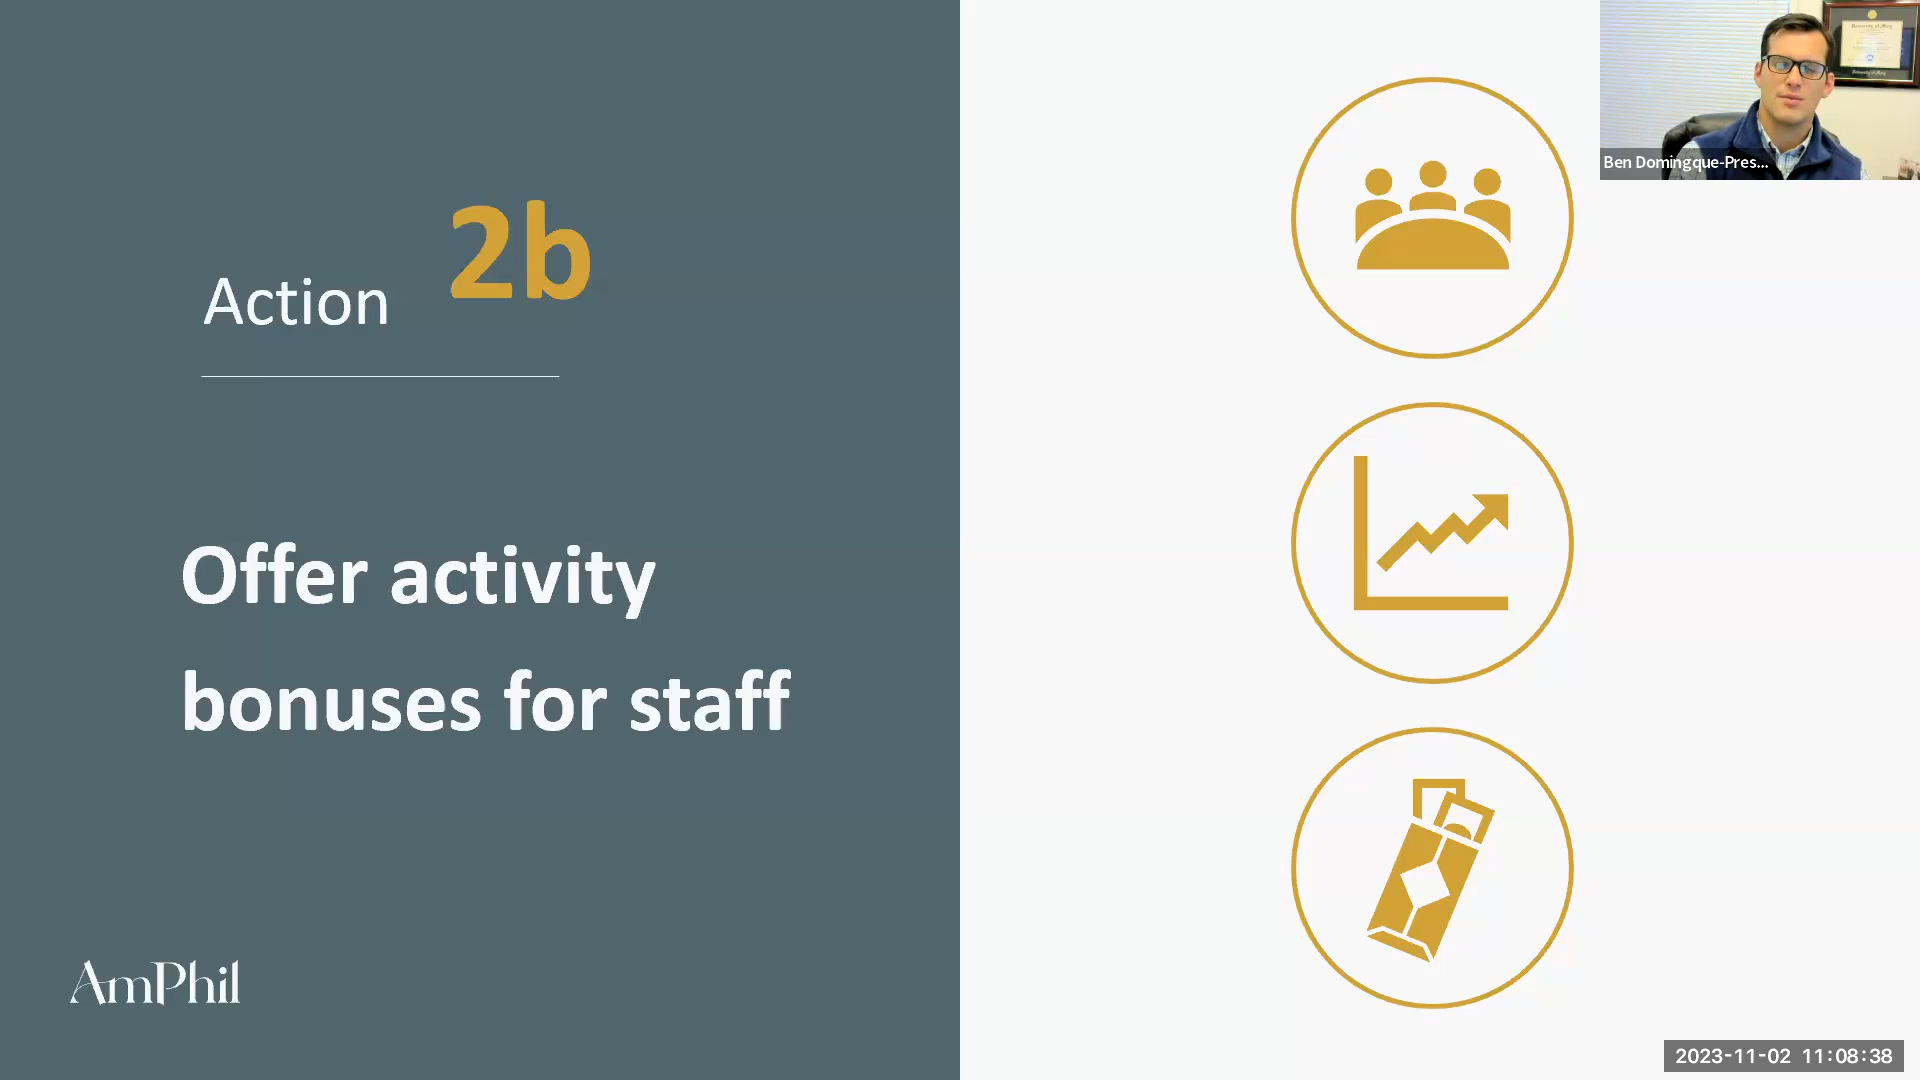 Action 2b
Offer activity
bonuses for staff
AmPhil
Ben Domingque-Pres...
2023-11-02 11:08:38